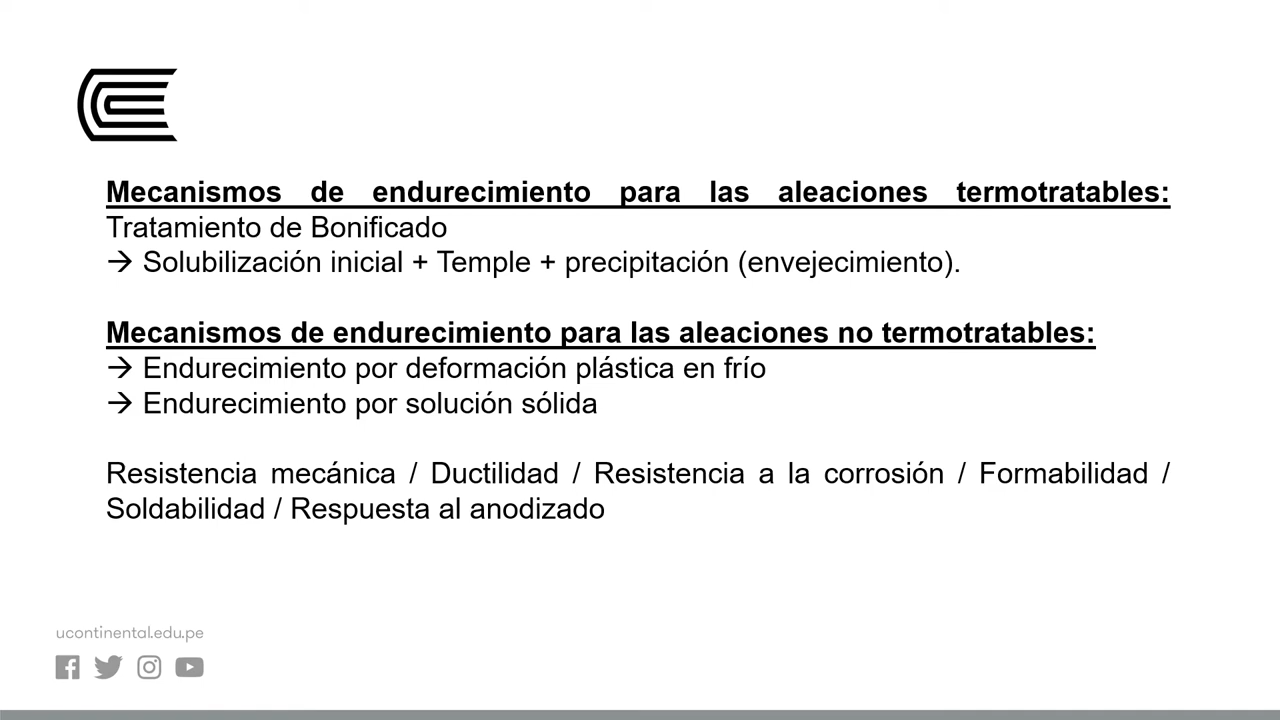 Mecanismos de endurecimiento para las aleaciones termotratables:
Tratamiento de Bonificado
→ Solubilización inicial + Temple + precipitación (envejecimiento).
Mecanismos de endurecimiento para las aleaciones no termotratables:
→ Endurecimiento por deformación plástica en frío
→ Endurecimiento por solución sólida
Resistencia mecánica / Ductilidad / Resistencia a la corrosión / Formabilidad /
Soldabilidad / Respuesta al anodizado
ucontinental.edu.pe